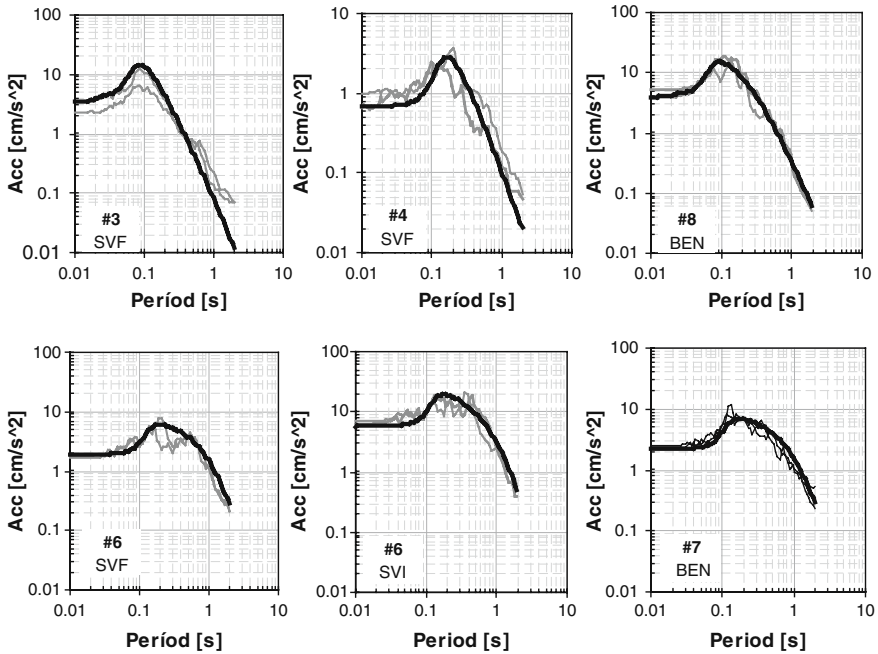 100
10
1
0.1
0.01
Acc [cm/s^2]
#3
SVF
0.01 0.1 1 10
Períod [s]
10
1
0.1
0.01
Acc [cm/s^2]
#4
SVF
0.01 0.1 1 10
Períod [s]
100
10
1
0.1
0.01
Acc [cm/s^2]
#8
BEN
0.01 0.1 1 10
Períod [s]
100
10
1
0.1
0.01
Acc [cm/s^2]
#6
SVF
0.01 0.1 1 10
Períod [s]
100
10
1
0.1
0.01
Acc [cm/s^2]
#6
SVI
0.01 0.1 1 10
Períod [s]
100
10
1
0.1
0.01
Acc [cm/s^2]
#7
BEN
0.01 0.1 1 10
Period [s]